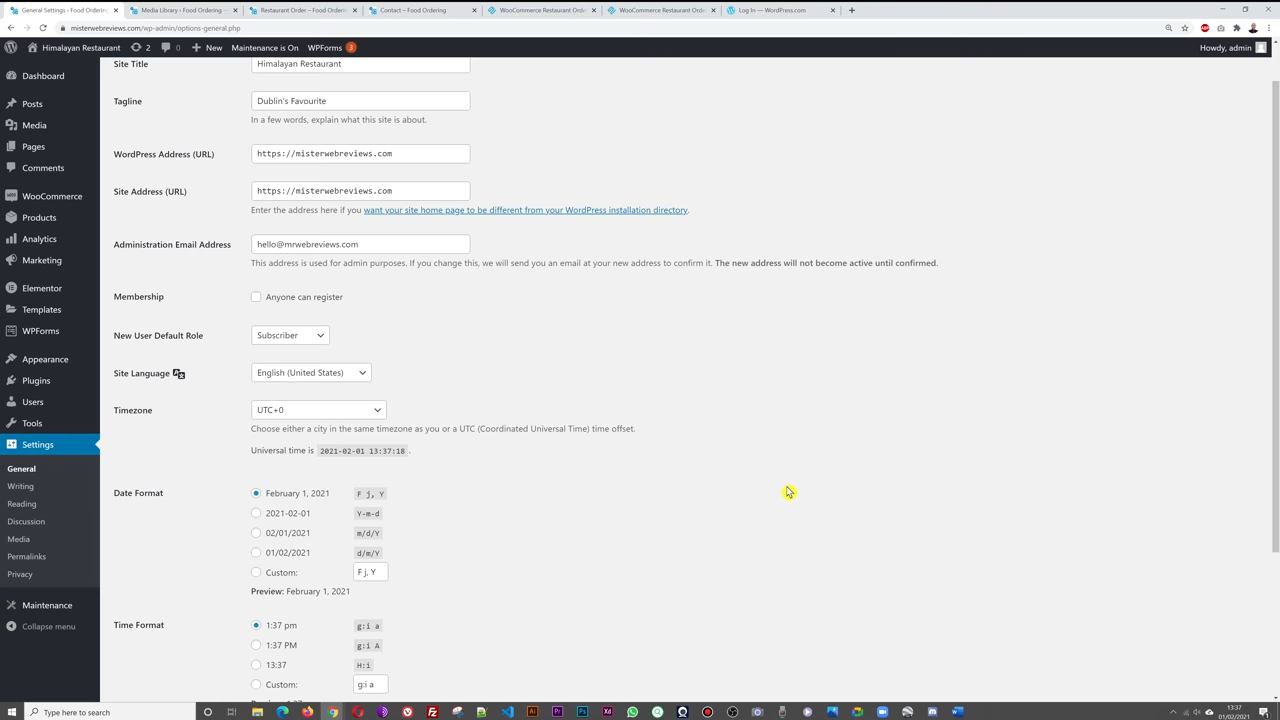 General Settings - Food Ordering
Media Library - Food Ordering —
Restaurant Order – Food Ordering
Contact – Food Ordering
WooCommerce Restaurant Ord
WooCommerce Restaurant Ord
Log In — WordPress.com
misterwebreviews.com/wp-admin/options-general.php
Himalayan Restaurant
2
0
New
Maintenance is On
WPForms 3
Howdy, admin
Dashboard
Posts
Media
Pages
Comments
WooCommerce
Products
Analytics
Marketing
Elementor
Templates
WPForms
Appearance
Plugins
Users
Tools
Settings
General
Writing
Reading
Discussion
Media
Permalinks
Privacy
Maintenance
Collapse menu
Site Title
Himalayan Restaurant
Tagline
Dublin's Favourite
In a few words, explain what this site is about.
WordPress Address (URL)
https://misterwebreviews.com
Site Address (URL)
https://misterwebreviews.com
Enter the address here if you want your site home page to be different from your WordPress installation directory.
Administration Email Address
hello@mrwebreviews.com
This address is used for admin purposes. If you change this, we will send you an email at your new address to confirm it. The new address will not become active until confirmed.
Membership
Anyone can register
New User Default Role
Subscriber
Site Language
English (United States)
Timezone
UTC+0
Choose either a city in the same timezone as you or a UTC (Coordinated Universal Time) time offset.
Universal time is 2021-02-01 13:37:18 .
Date Format
February 1, 2021 F j, Y
2021-02-01 Y-m-d
02/01/2021 m/d/Y
01/02/2021 d/m/Y
Custom: F j, Y
Preview: February 1, 2021
Time Format
1:37 pm g:i a
1:37 PM g:i A
13:37 H:i
Custom: g:i a
Type here to search
13:37
01/02/2021